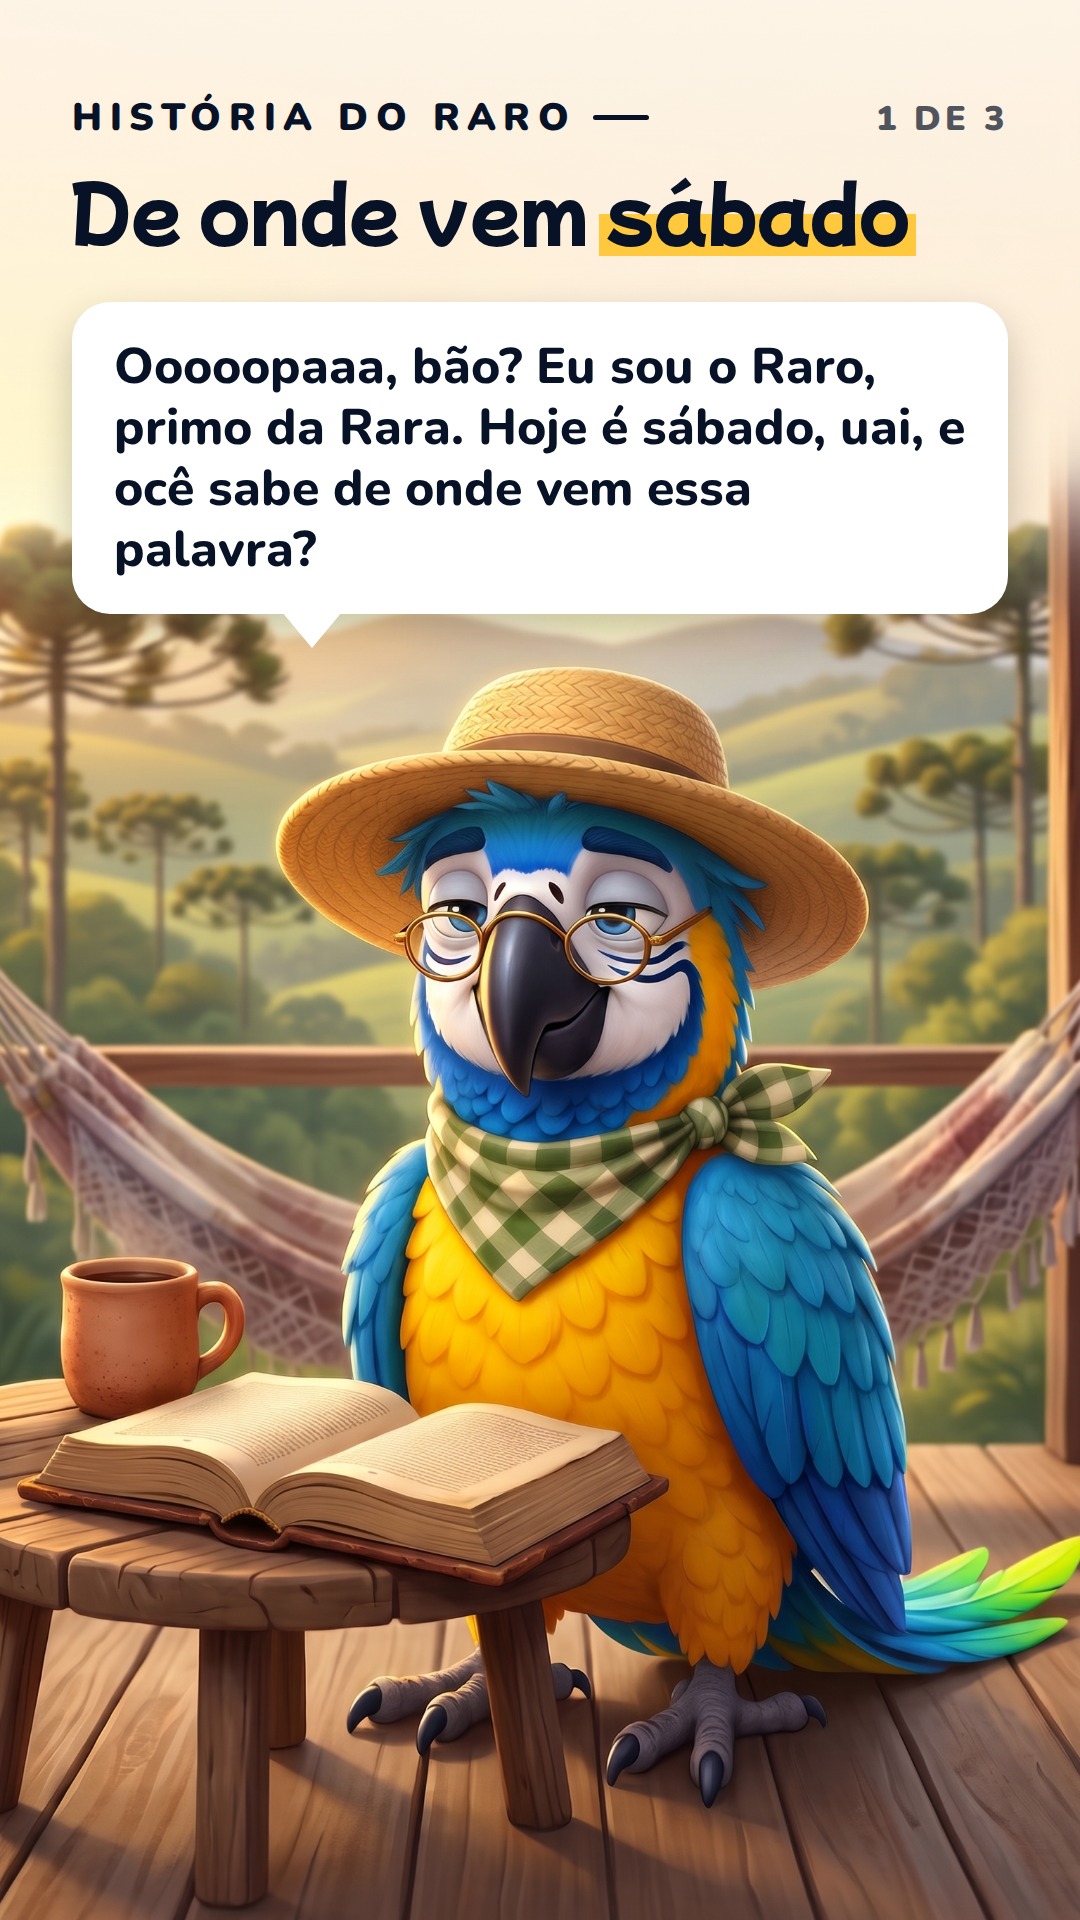 HISTÓRIA DO RARO —
1 DE 3
De onde vem sábado
Ooooopaaa, bão? Eu sou o Raro,
primo da Rara. Hoje é sábado, uai, e
ocê sabe de onde vem essa
palavra?